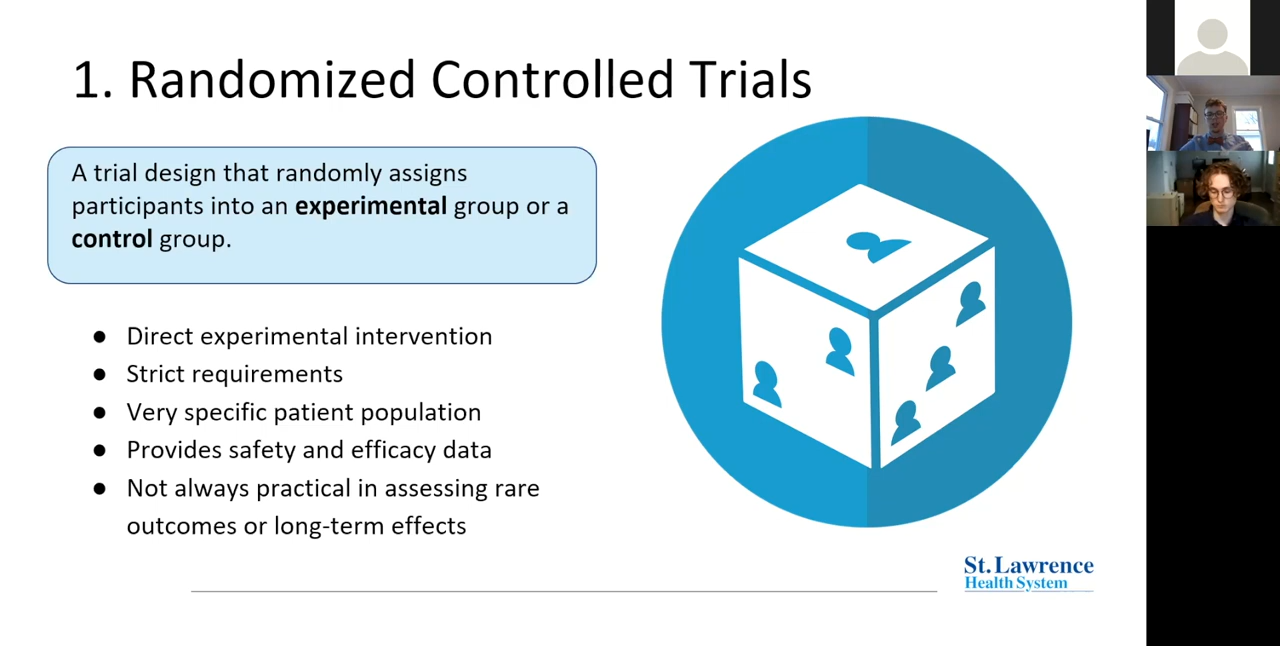 1. Randomized Controlled Trials
A trial design that randomly assigns
participants into an experimental group or a
control group.
● Direct experimental intervention
● Strict requirements
● Very specific patient population
● Provides safety and efficacy data
● Not always practical in assessing rare
outcomes or long-term effects
St. Lawrence
Health System